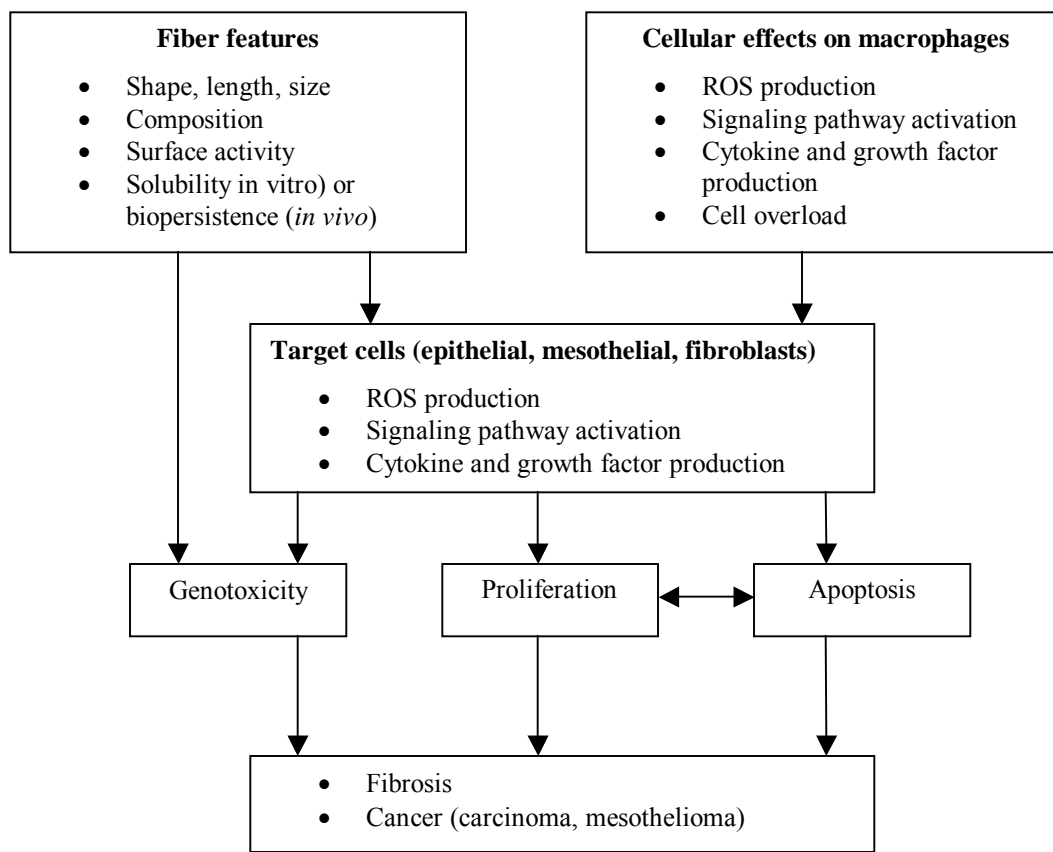 Fiber features
• Shape, length, size
• Composition
• Surface activity
• Solubility in vitro) or
biopersistence (in vivo)
Cellular effects on macrophages
• ROS production
• Signaling pathway activation
• Cytokine and growth factor
production
• Cell overload
Target cells (epithelial, mesothelial, fibroblasts)
• ROS production
• Signaling pathway activation
• Cytokine and growth factor production
Genotoxicity
Proliferation
Apoptosis
• Fibrosis
• Cancer (carcinoma, mesothelioma)